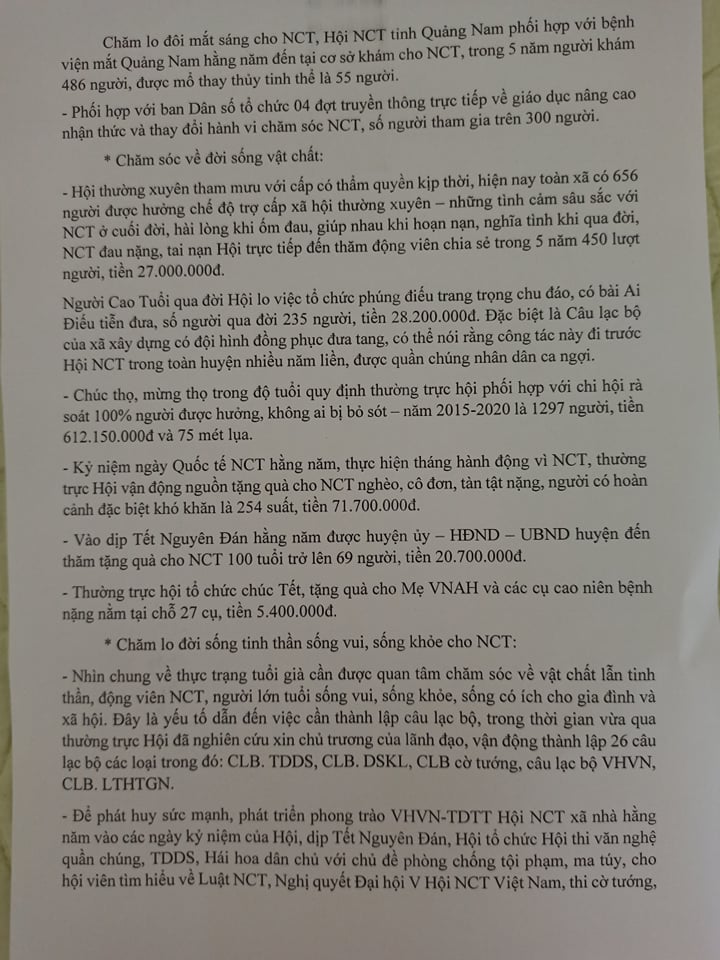 Chăm lo đôi mắt sáng cho NCT, Hội NCT tỉnh Quảng Nam phối hợp với bệnh
viện mắt Quảng Nam hằng năm đến tại cơ sở khám cho NCT, trong 5 năm người khám
486 người, được mổ thay thủy tinh thể là 55 người.
- Phối hợp với ban Dân số tổ chức 04 đợt truyền thông trực tiếp về giáo dục nâng cao
nhận thức và thay đổi hành vi chăm sóc NCT, số người tham gia trên 300 người.
* Chăm sóc về đời sống vật chất:
- Hội thường xuyên tham mưu với cấp có thẩm quyền kịp thời, hiện nay toàn xã có 656
người được hưởng chế độ trợ cấp xã hội thường xuyên – những tình cảm sâu sắc với
NCT ở cuối đời, hài lòng khi ốm đau, giúp nhau khi hoạn nạn, nghĩa tình khi qua đời,
NCT đau nặng, tai nạn Hội trực tiếp đến thăm động viên chia sẻ trong 5 năm 450 lượt
người, tiền 27.000.000đ.
Người Cao Tuổi qua đời Hội lo việc tổ chức phúng điếu trang trọng chu đáo, có bài Ai
Điếu tiễn đưa, số người qua đời 235 người, tiền 28.200.000đ. Đặc biệt là Câu lạc bộ
của xã xây dựng có đội hình đồng phục đưa tang, có thể nói rằng công tác này đi trước
Hội NCT trong toàn huyện nhiều năm liền, được quần chúng nhân dân ca ngợi.
- Chúc thọ, mừng thọ trong độ tuổi quy định thường trực hội phối hợp với chi hội rà
soát 100% người được hưởng, không ai bị bỏ sót – năm 2015-2020 là 1297 người, tiền
612.150.000đ và 75 mét lụa.
- Kỷ niệm ngày Quốc tế NCT hằng năm, thực hiện tháng hành động vì NCT, thường
trực Hội vận động nguồn tặng quà cho NCT nghèo, cô đơn, tàn tật nặng, người có hoàn
cảnh đặc biệt khó khăn là 254 suất, tiền 71.700.000đ.
- Vào dịp Tết Nguyên Đán hằng năm được huyện ủy – HĐND – UBND huyện đến
thăm tặng quà cho NCT 100 tuổi trở lên 69 người, tiền 20.700.000đ.
- Thường trực hội tổ chức chúc Tết, tặng quà cho Mẹ VNAH và các cụ cao niên bệnh
nặng nằm tại chỗ 27 cụ, tiền 5.400.000đ.
* Chăm lo đời sống tinh thần sống vui, sống khỏe cho NCT:
- Nhìn chung về thực trạng tuổi già cần được quan tâm chăm sóc về vật chất lẫn tinh
thần, động viên NCT, người lớn tuổi sống vui, sống khỏe, sống có ích cho gia đình và
xã hội. Đây là yếu tố dẫn đến việc cần thành lập câu lạc bộ, trong thời gian vừa qua
thường trực Hội đã nghiên cứu xin chủ trương của lãnh đạo, vận động thành lập 26 câu
lạc bộ các loại trong đó: CLB. TDDS, CLB. DSKL, CLB cờ tướng, câu lạc bộ VHVN,
CLB. LTHTGN.
- Để phát huy sức mạnh, phát triển phong trào VHVN-TDTT Hội NCT xã nhà hằng
năm vào các ngày kỷ niệm của Hội, dịp Tết Nguyên Đán, Hội tổ chức Hội thi văn nghệ
quần chúng, TDDS, Hái hoa dân chủ với chủ đề phòng chống tội phạm, ma túy, cho
hội viên tìm hiểu về Luật NCT, Nghị quyết Đại hội V Hội NCT Việt Nam, thi cờ tướng,